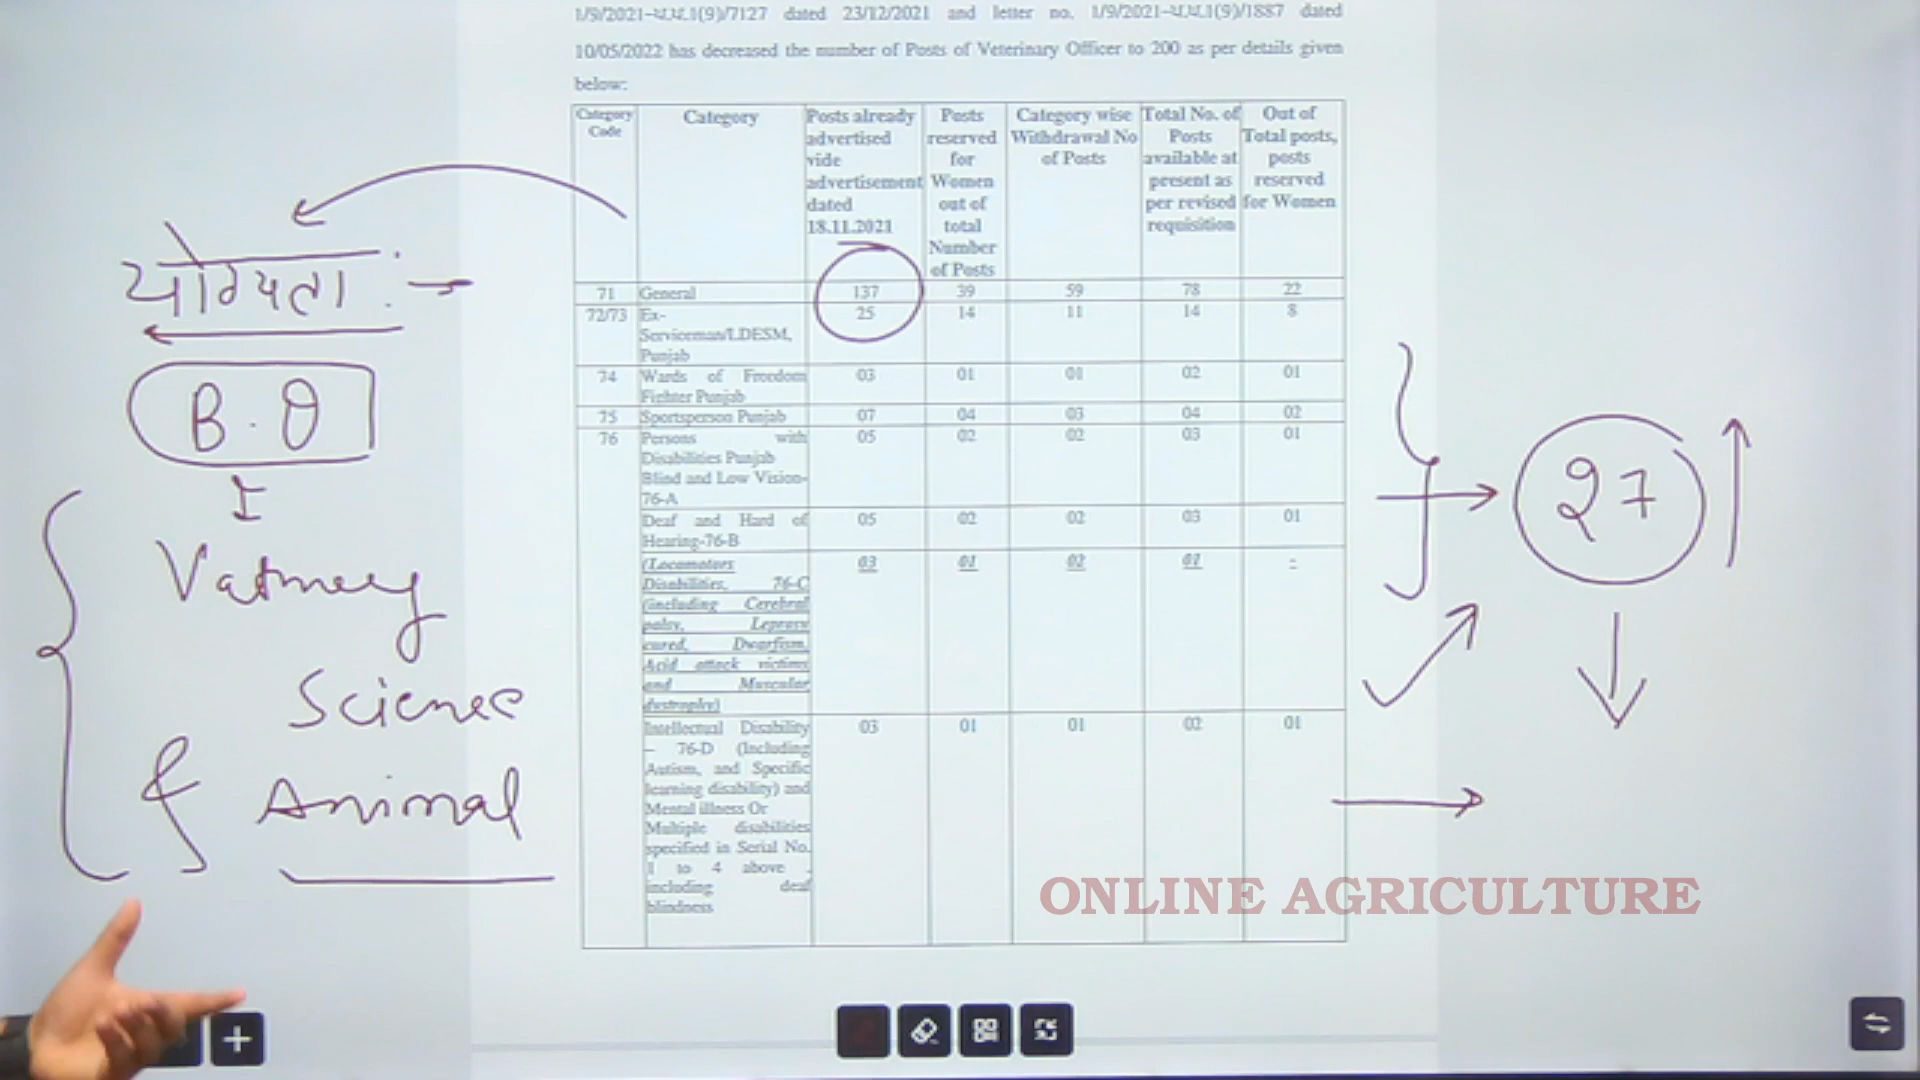 1/9/2021-प.प.1(9)/7127 dated 23/12/2021 and letter no. 1/9/2021-प.प.1(9)/1887 dated
10/05/2022 has decreased the number of Posts of Veterinary Officer to 200 as per details given
below:
Category Code Category Posts already advertised vide advertisement dated 18.11.2021 Posts reserved for Women out of total Number of Posts Category wise Withdrawal No of Posts Total No. of Posts available at present as per revised requisition Out of Total posts, posts reserved for Women
71 General 137 39 59 78 22
72/73 Ex-Serviceman/LDESM, Punjab 25 14 11 14 8
74 Wards of Freedom Fighter Punjab 03 01 01 02 01
75 Sportsperson Punjab 07 04 03 04 02
76 Persons with Disabilities Punjab Blind and Low Vision-76-A 05 02 02 03 01
Deaf and Hard of Hearing-76-B 05 02 02 03 01
(Locomotors Disabilities, 76-C (including Cerebral palsy, Leprosy cured, Dwarfism, Acid attack victims and Muscular dystrophy) 03 01 02 01 -
Intellectual Disability – 76-D (Including Autism, and Specific learning disability) and Mental illness Or Multiple disabilities specified in Serial No. 1 to 4 above . including deaf blindness 03 01 01 02 01
योग्यता :-
B.O
I
Vatnery
Science
& Animal
27
ONLINE AGRICULTURE